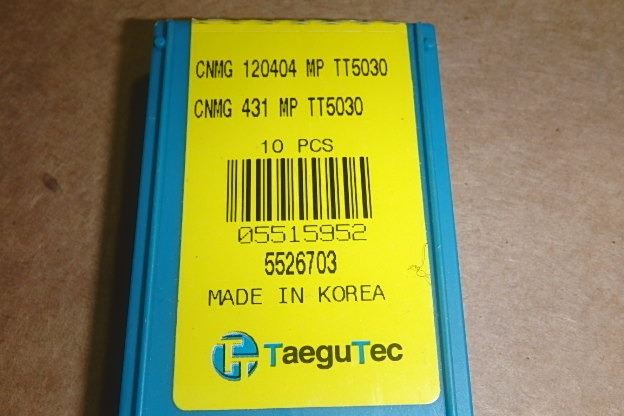 CNMG 120404 MP TT5030
CNMG 431 MP TT5030
10 PCS
05515952
5526703
MADE IN KOREA
TaeguTec